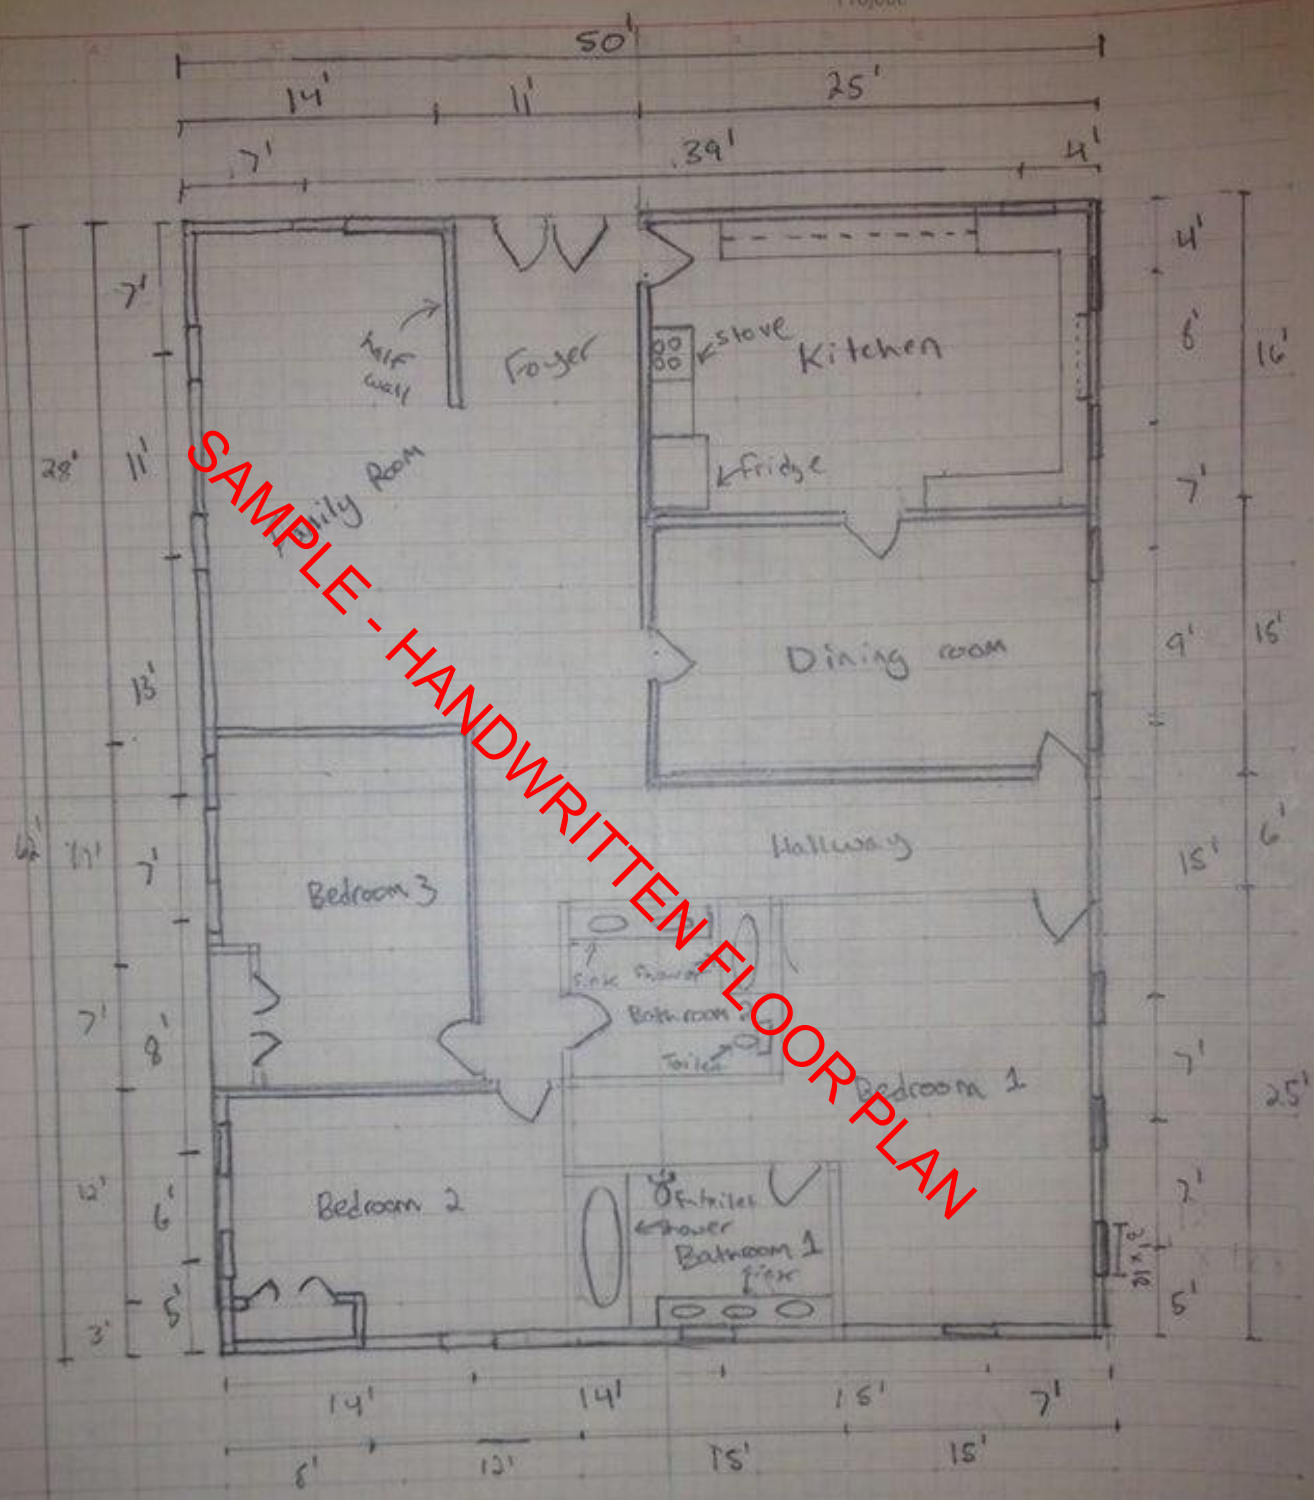 50'
14'
11'
25'
7'
39'
4'
7'
half
wall
Foyer
stove
Kitchen
4'
16'
28'
11'
Family Room
fridge
7'
13'
Dining room
9'
15'
7'
Bedroom 3
Hallway
15'
6'
Sink
Shower
7'
8'
Bathroom 2
Toilet
Bedroom 1
7'
25'
12'
6'
Bedroom 2
toilet
shower
Bathroom 1
sink
7'
3'
5'
5'
14'
14'
15'
7'
12'
15'
15'
SAMPLE - HANDWRITTEN FLOOR PLAN